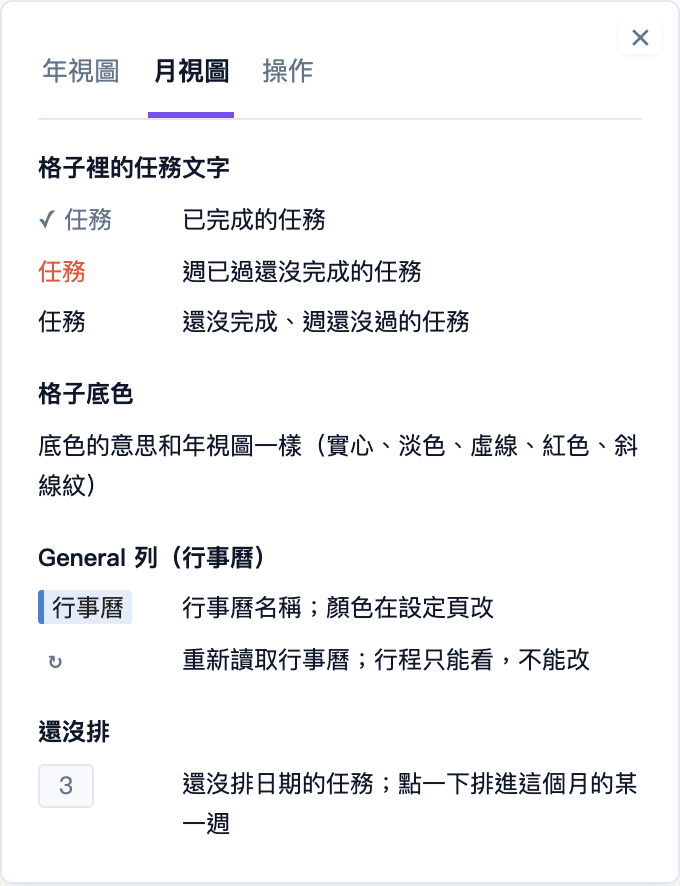 年視圖 月視圖 操作
格子裡的任務文字
✓ 任務 已完成的任務
任務 週已過還沒完成的任務
任務 還沒完成、週還沒過的任務
格子底色
底色的意思和年視圖一樣（實心、淡色、虛線、紅色、斜
線紋）
General 列（行事曆）
行事曆 行事曆名稱；顏色在設定頁改
↻ 重新讀取行事曆；行程只能看，不能改
還沒排
3 還沒排日期的任務；點一下排進這個月的某
一週